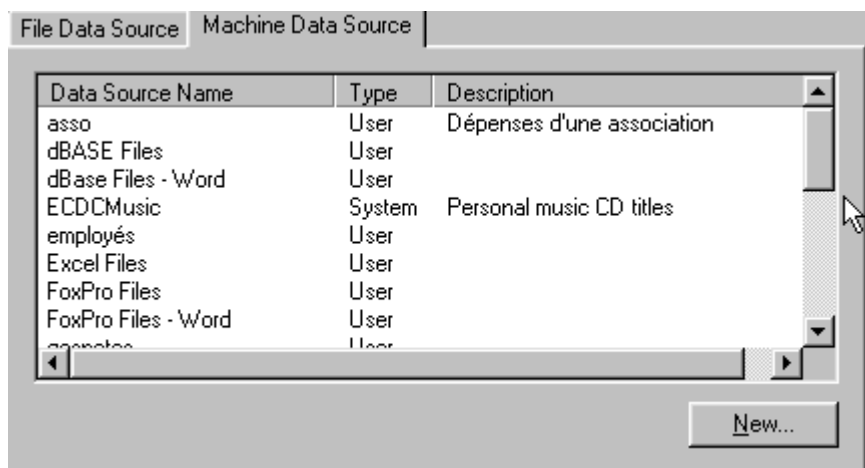 File Data Source Machine Data Source
Data Source Name Type Description
asso User Dépenses d'une association
dBASE Files User
dBase Files - Word User
ECDCMusic System Personal music CD titles
employés User
Excel Files User
FoxPro Files User
FoxPro Files - Word User
User
New...